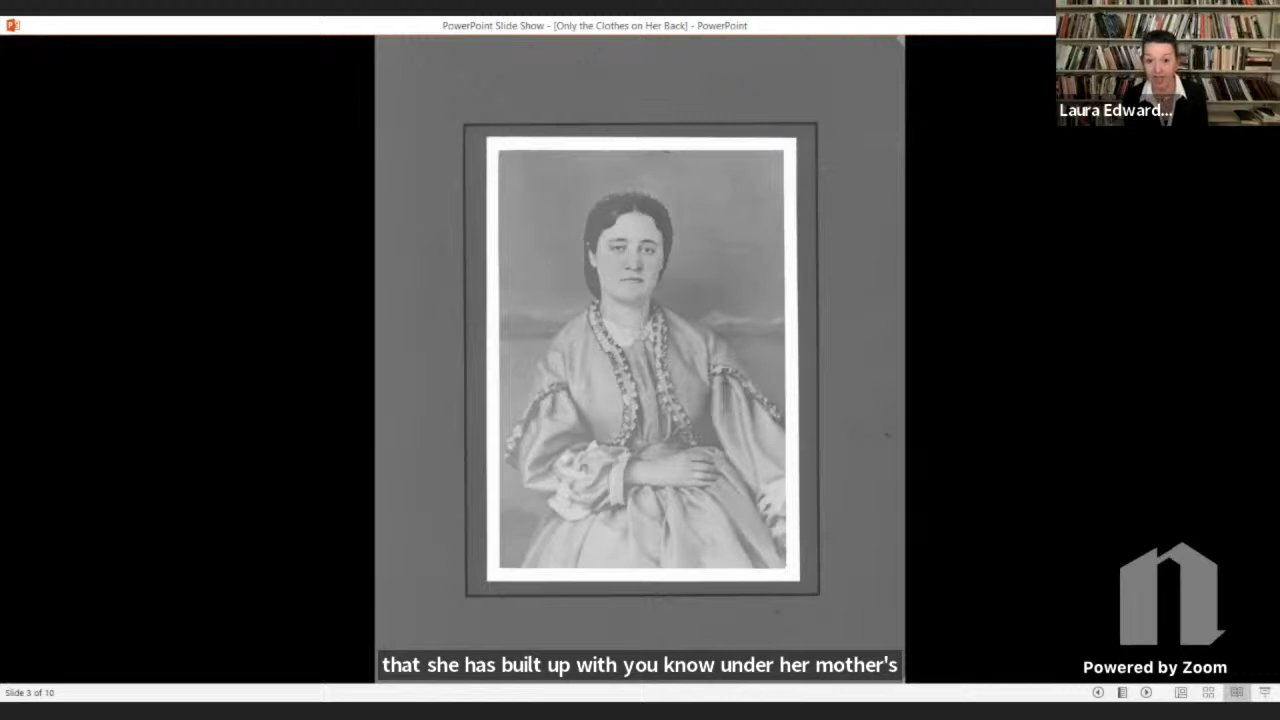 PowerPoint Slide Show - [Only the Clothes on Her Back] - PowerPoint
Laura Edward...
that she has built up with you know under her mother's
Powered by Zoom
Slide 3 of 10